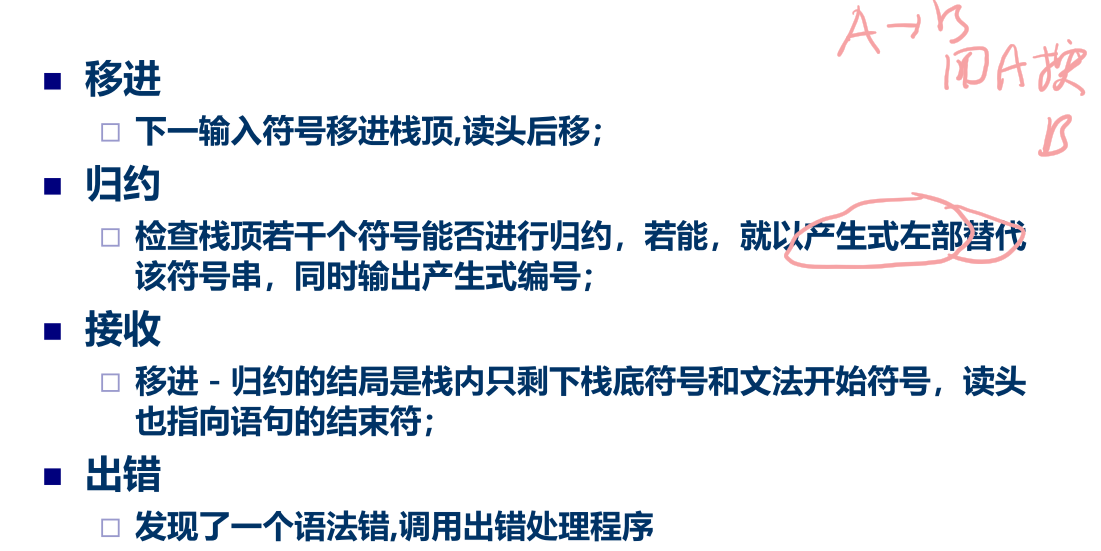 A→B
用A换
B
移进
下一输入符号移进栈顶,读头后移；
归约
检查栈顶若干个符号能否进行归约，若能，就以产生式左部替代
该符号串，同时输出产生式编号；
接收
移进 - 归约的结局是栈内只剩下栈底符号和文法开始符号，读头
也指向语句的结束符；
出错
发现了一个语法错,调用出错处理程序